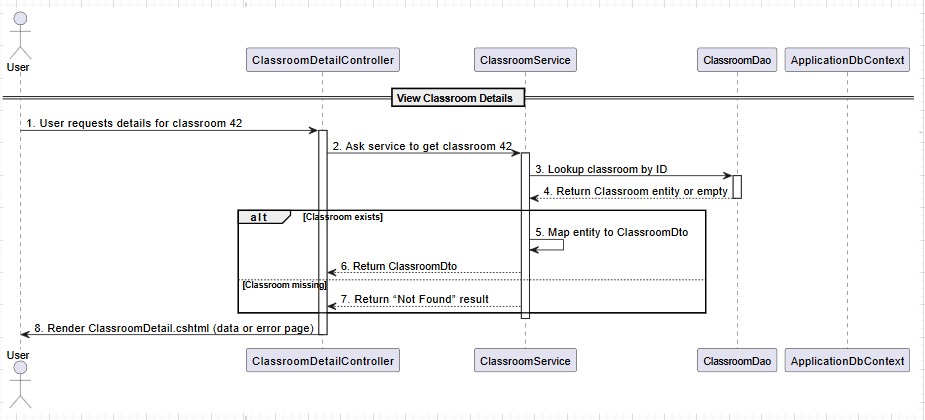 User
ClassroomDetailController
ClassroomService
ClassroomDao
ApplicationDbContext
View Classroom Details
1. User requests details for classroom 42
2. Ask service to get classroom 42
3. Lookup classroom by ID
4. Return Classroom entity or empty
alt
[Classroom exists]
5. Map entity to ClassroomDto
6. Return ClassroomDto
[Classroom missing]
7. Return “Not Found” result
8. Render ClassroomDetail.cshtml (data or error page)
User
ClassroomDetailController
ClassroomService
ClassroomDao
ApplicationDbContext